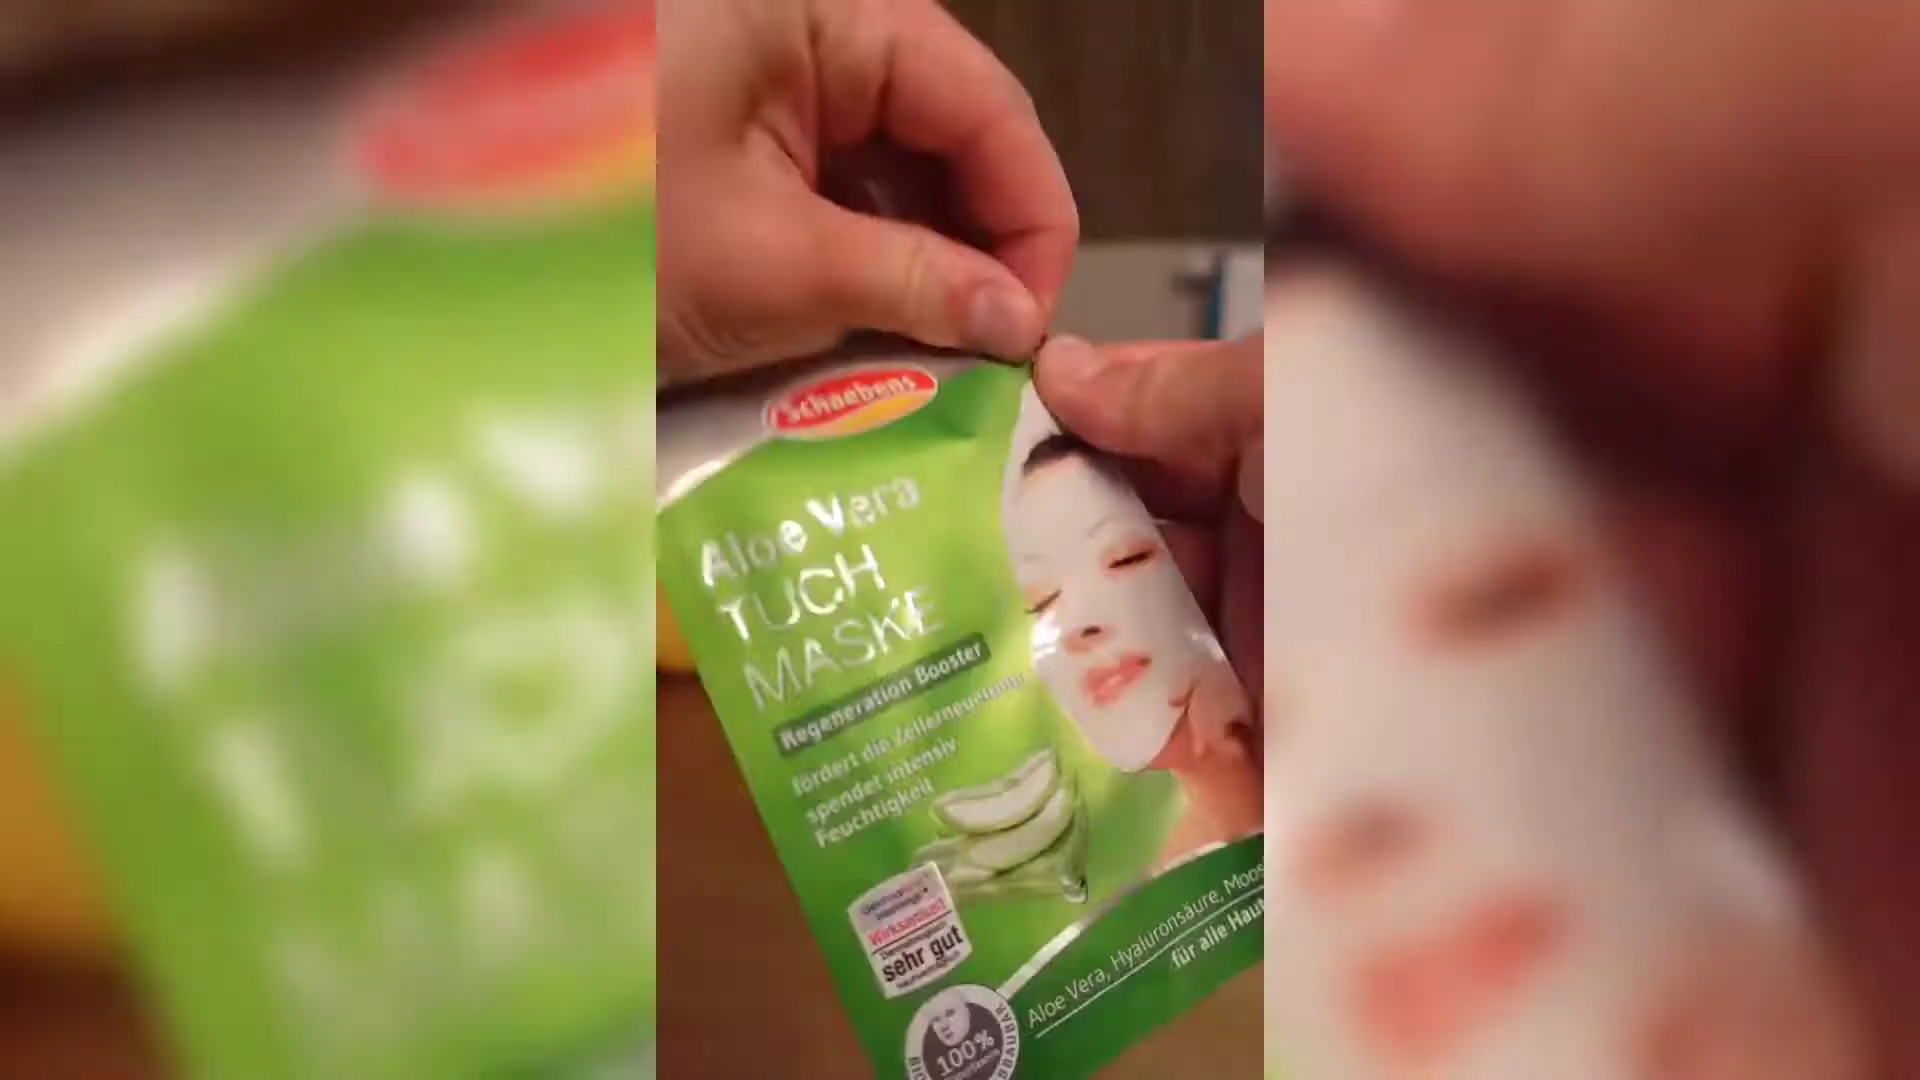 Schaebens
Aloe Vera
TUCH
MASKE
Regeneration Booster
fördert die Zellerneuerung
spendet intensiv
Feuchtigkeit
Wirksamkeit
sehr gut
Aloe Vera, Hyaluronsäure, Moos
für alle Haut
100%